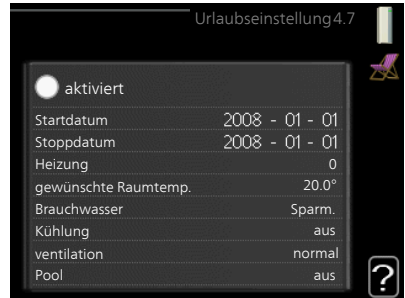 Urlaubseinstellung 4.7
aktiviert
Startdatum 2008 - 01 - 01
Stoppdatum 2008 - 01 - 01
Heizung 0
gewünschte Raumtemp. 20.0°
Brauchwasser Sparm.
Kühlung aus
ventilation normal
Pool aus
?